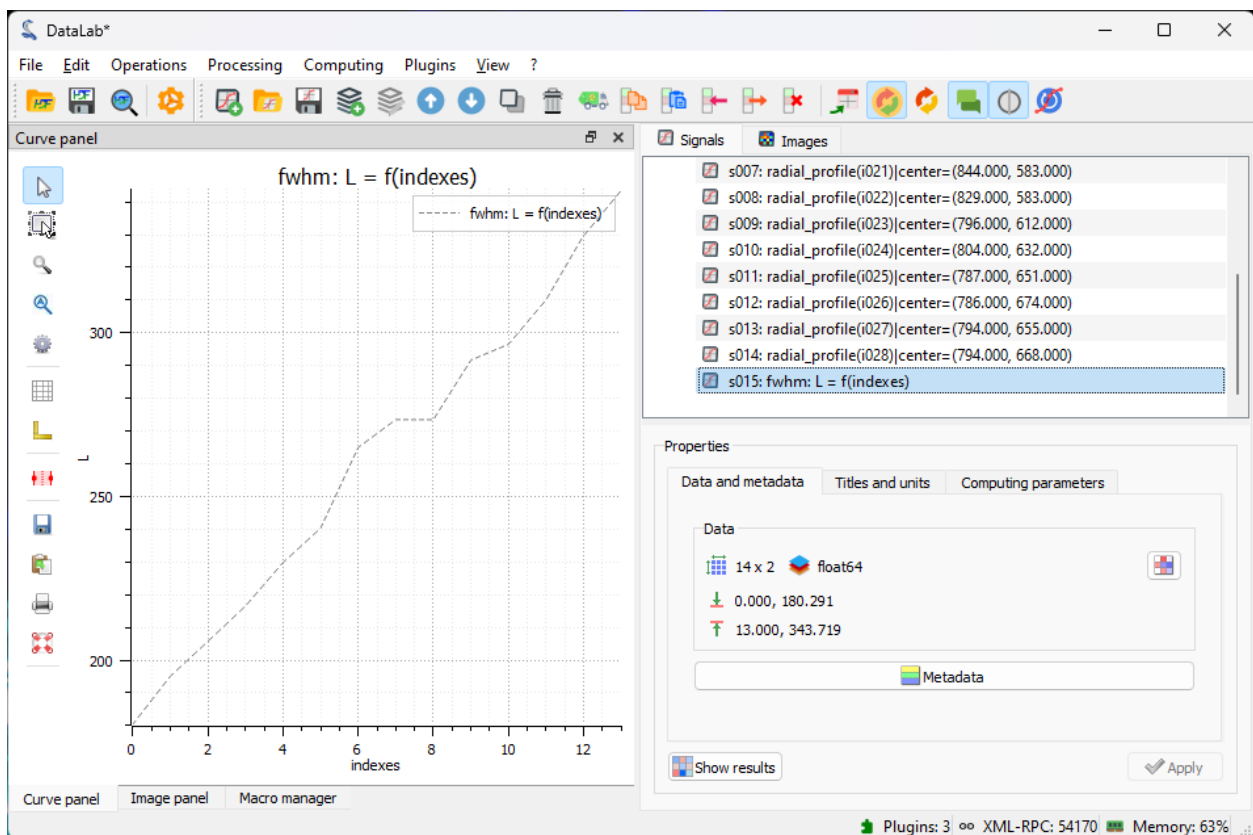 DataLab*
File Edit Operations Processing Computing Plugins View ?
Curve panel
fwhm: L = f(indexes)
fwhm: L = f(indexes)
300
250
200
L
0 2 4 6 8 10 12
indexes
Curve panel Image panel Macro manager
Signals Images
s007: radial_profile(i021)|center=(844.000, 583.000)
s008: radial_profile(i022)|center=(829.000, 583.000)
s009: radial_profile(i023)|center=(796.000, 612.000)
s010: radial_profile(i024)|center=(804.000, 632.000)
s011: radial_profile(i025)|center=(787.000, 651.000)
s012: radial_profile(i026)|center=(786.000, 674.000)
s013: radial_profile(i027)|center=(794.000, 655.000)
s014: radial_profile(i028)|center=(794.000, 668.000)
s015: fwhm: L = f(indexes)
Properties
Data and metadata Titles and units Computing parameters
Data
14 x 2 float64
0.000, 180.291
13.000, 343.719
Metadata
Show results Apply
Plugins: 3 XML-RPC: 54170 Memory: 63%